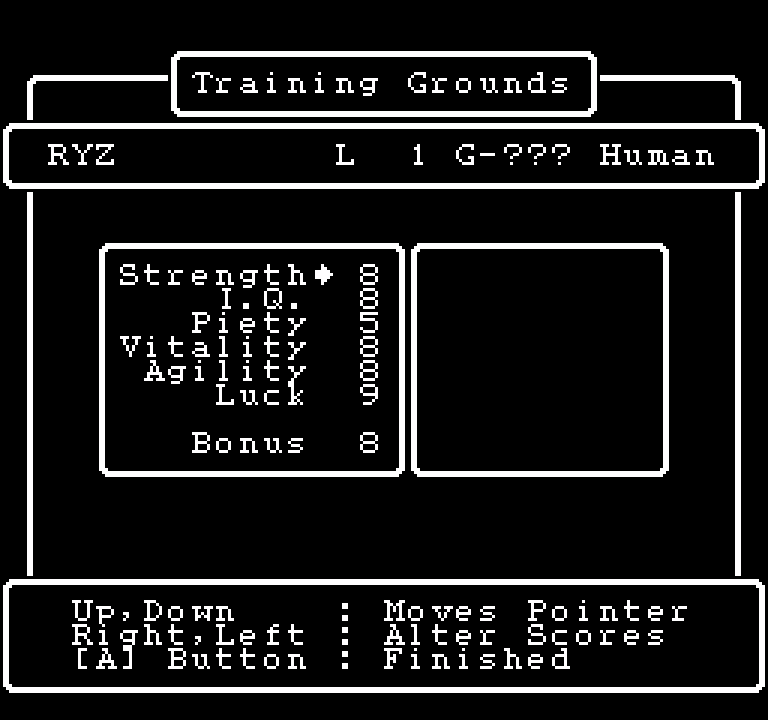 Training Grounds
RYZ L 1 G-??? Human
Strength 8
I.Q. 8
Piety 5
Vitality 8
Agility 8
Luck 9
Bonus 8
Up,Down : Moves Pointer
Right,Left : Alter Scores
[A] Button : Finished